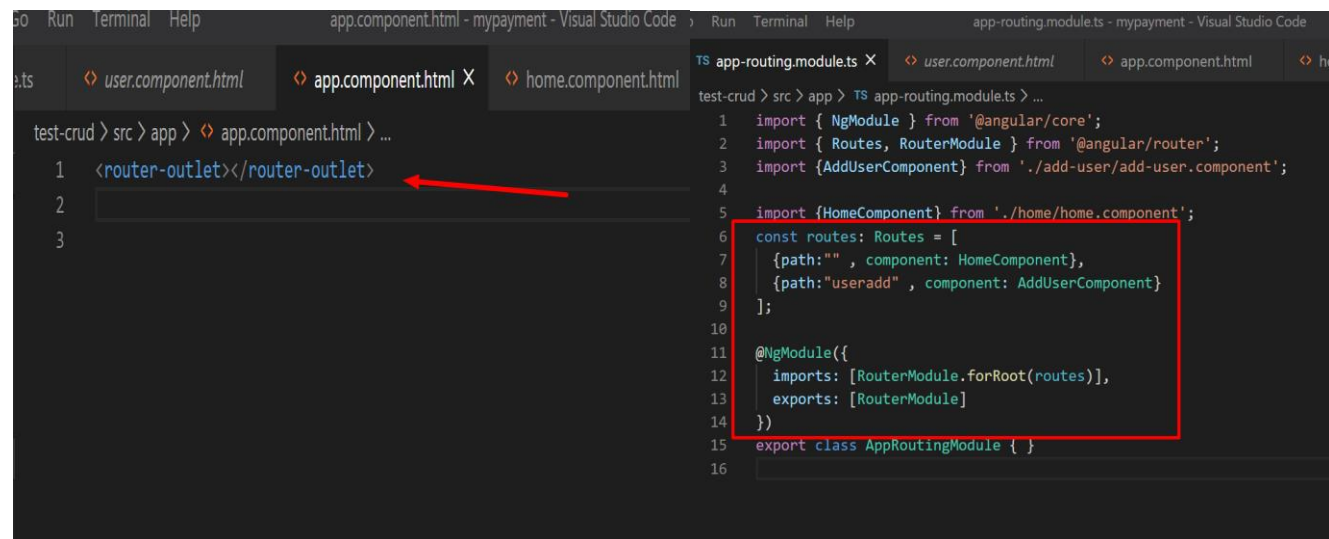 Go Run Terminal Help app.component.html - mypayment - Visual Studio Code
e.ts user.component.html app.component.html X home.component.html
test-crud > src > app > app.component.html > ...
1 <router-outlet></router-outlet>
2
3
Run Terminal Help app-routing.module.ts - mypayment - Visual Studio Code
TS app-routing.module.ts X user.component.html app.component.html
test-crud > src > app > TS app-routing.module.ts > ...
1 import { NgModule } from '@angular/core';
2 import { Routes, RouterModule } from '@angular/router';
3 import {AddUserComponent} from './add-user/add-user.component';
4
5 import {HomeComponent} from './home/home.component';
6 const routes: Routes = [
7 {path:"" , component: HomeComponent},
8 {path:"useradd" , component: AddUserComponent}
9 ];
10
11 @NgModule({
12 imports: [RouterModule.forRoot(routes)],
13 exports: [RouterModule]
14 })
15 export class AppRoutingModule { }
16